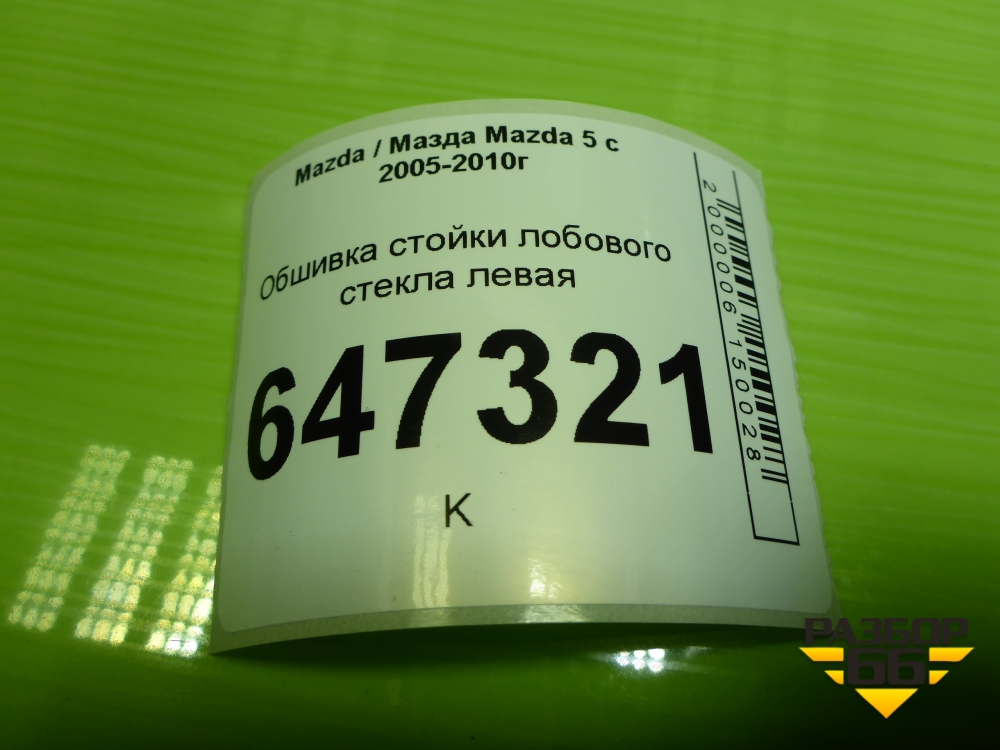 Mazda / Мазда Mazda 5 с
2005-2010г
Обшивка стойки лобового
стекла левая
647321
К
2000006150028
РАЗБОР
66